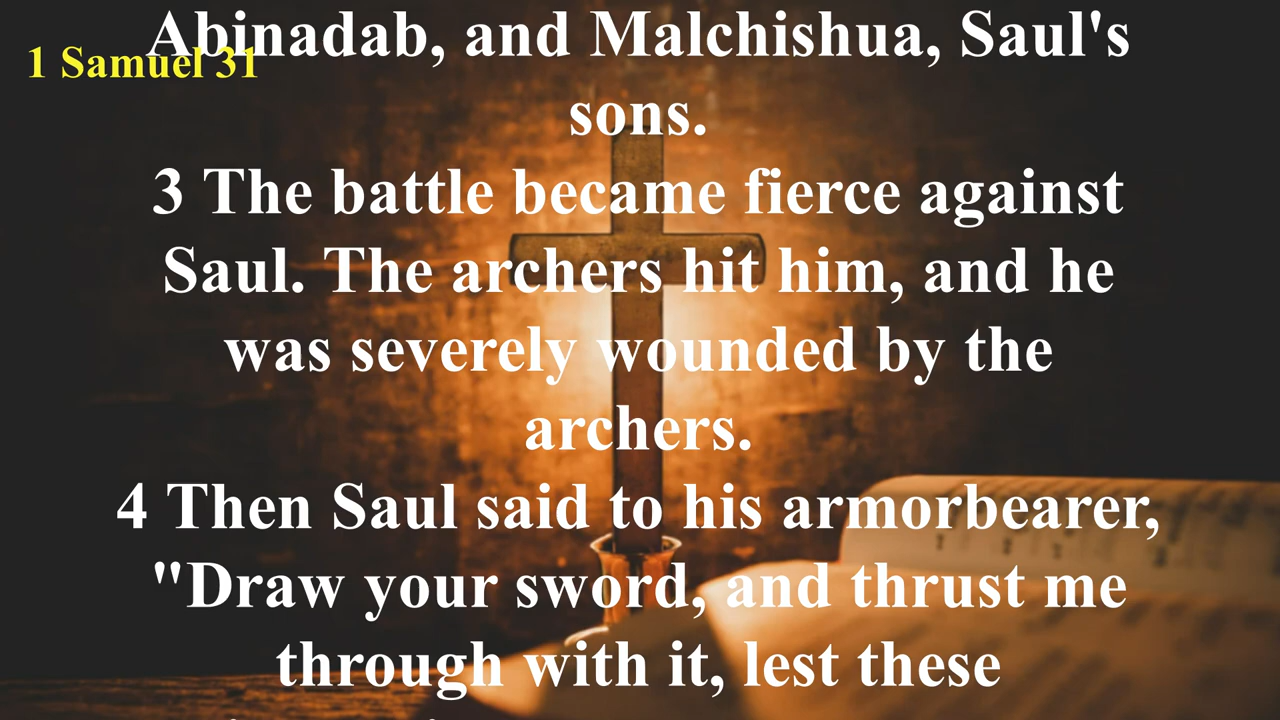 Abinadab, and Malchishua, Saul's
1 Samuel 31
sons.
3 The battle became fierce against
Saul. The archers hit him, and he
was severely wounded by the
archers.
4 Then Saul said to his armorbearer,
"Draw your sword, and thrust me
through with it, lest these